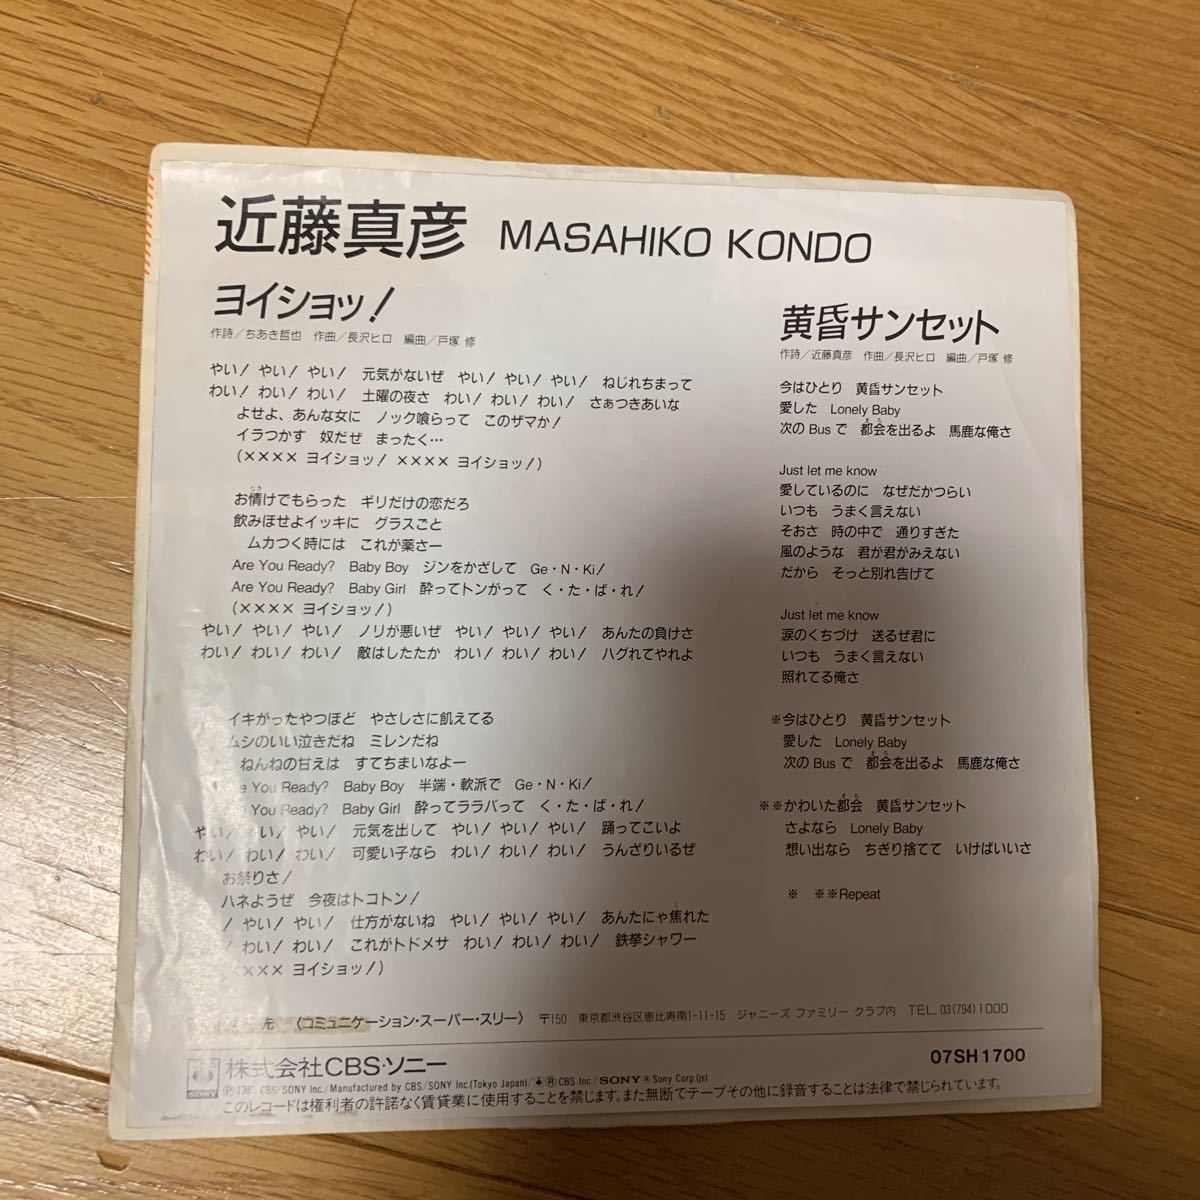 近藤真彦 MASAHIKO KONDO
ヨイショッ!
作詩/ちあき哲也 作曲/長沢ヒロ 編曲/戸塚 修
やい! やい! やい! 元気がないぜ やい! やい! やい! ねじれちまって
わい! わい! わい! 土曜の夜さ わい! わい! わい! さぁつきあいな
よせよ、あんな女に ノック喰らって このザマか!
イラつかす 奴だぜ まったく…
(×××× ヨイショッ! ×××× ヨイショッ!)
お情けでもらった ギリだけの恋だろ
飲みほせよイッキに グラスごと
ムカつく時には これが薬さー
Are You Ready? Baby Boy ジンをかざして Ge・N・Ki!
Are You Ready? Baby Girl 酔ってトンがって く・た・ば・れ!
(×××× ヨイショッ!)
やい! やい! やい! ノリが悪いぜ やい! やい! やい! あんたの負けさ
わい! わい! わい! 敵はしたたか わい! わい! わい! ハグれてやれよ
イキがったやつほど やさしさに飢えてる
ムシのいい泣きだね ミレンだね
ねんねの甘えは すてちまいなよー
You Ready? Baby Boy 半端・軟派で Ge・N・Ki!
You Ready? Baby Girl 酔ってララバって く・た・ば・れ!
やい! やい! やい! 元気を出して やい! やい! やい! 踊ってこいよ
わい! わい! わい! 可愛い子なら わい! わい! わい! うんざりいるぜ
お祭りさ!
ハネようぜ 今夜はトコトン!
! やい! やい! 仕方がないね やい! やい! やい! あんたにゃ焦れた
! わい! わい! これがトドメサ わい! わい! わい! 鉄拳シャワー
××× ヨイショッ!)
黄昏サンセット
作詩/近藤真彦 作曲/長沢ヒロ 編曲/戸塚 修
今はひとり 黄昏サンセット
愛した Lonely Baby
次の Bus で 都会を出るよ 馬鹿な俺さ
Just let me know
愛しているのに なぜだかつらい
いつも うまく言えない
そおさ 時の中で 通りすぎた
風のような 君が君がみえない
だから そっと別れ告げて
Just let me know
涙のくちづけ 送るぜ君に
いつも うまく言えない
照れてる俺さ
※今はひとり 黄昏サンセット
愛した Lonely Baby
次の Bus で 都会を出るよ 馬鹿な俺さ
※※かわいた都会 黄昏サンセット
さよなら Lonely Baby
想い出なら ちぎり捨てて いけばいいさ
※ ※※Repeat
先 〈コミュニケーション・スーパー・スリー〉 〒150 東京都渋谷区恵比寿南1-11-15 ジャニーズ ファミリー クラブ内 TEL. 03(794)1000
SONY 株式会社CBS・ソニー 07SH 1700
CBS/SONY Inc./Manufactured by CBS/SONY Inc.(Tokyo Japan)/ ® CBS Inc/SONY ® Sony Corp.(js)
このレコードは権利者の許諾なく賃貸業に使用することを禁じます。また無断でテープその他に録音することは法律で禁じられています。